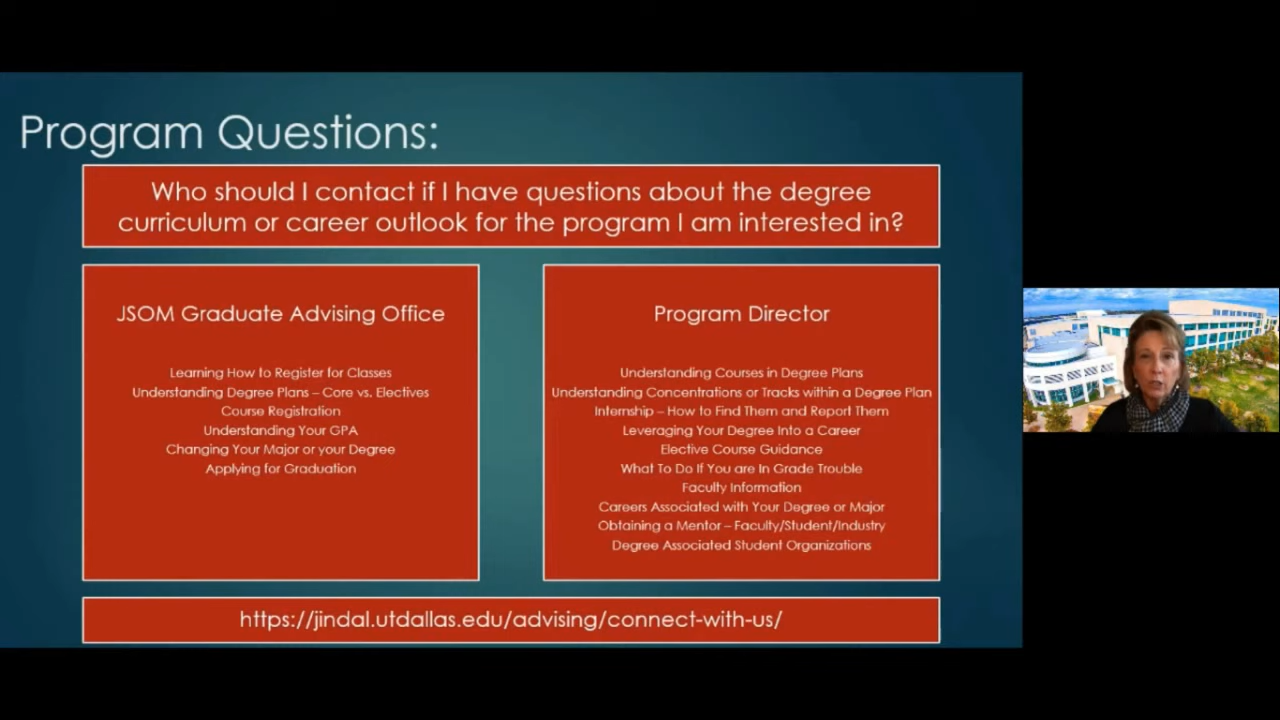 Program Questions:
Who should I contact if I have questions about the degree
curriculum or career outlook for the program I am interested in?
JSOM Graduate Advising Office
Learning How to Register for Classes
Understanding Degree Plans – Core vs. Electives
Course Registration
Understanding Your GPA
Changing Your Major or your Degree
Applying for Graduation
Program Director
Understanding Courses in Degree Plans
Understanding Concentrations or Tracks within a Degree Plan
Internship – How to Find Them and Report Them
Leveraging Your Degree Into a Career
Elective Course Guidance
What To Do If You are In Grade Trouble
Faculty Information
Careers Associated with Your Degree or Major
Obtaining a Mentor – Faculty/Student/Industry
Degree Associated Student Organizations
https://jindal.utdallas.edu/advising/connect-with-us/